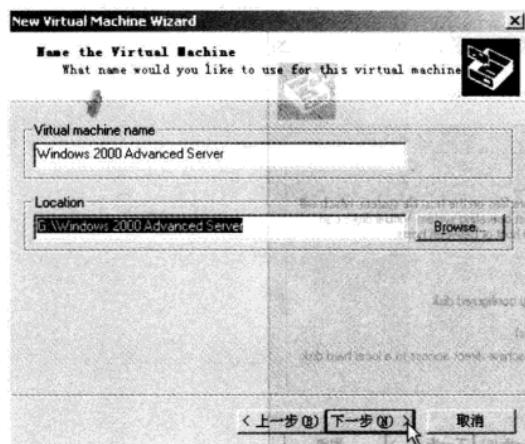 New Virtual Machine Wizard
Name the Virtual Machine
What name would you like to use for this virtual machine
Virtual machine name
Windows 2000 Advanced Server
Location
G:\Windows 2000 Advanced Server
Browse...
< 上一步(B)
下一步(N) >
取消